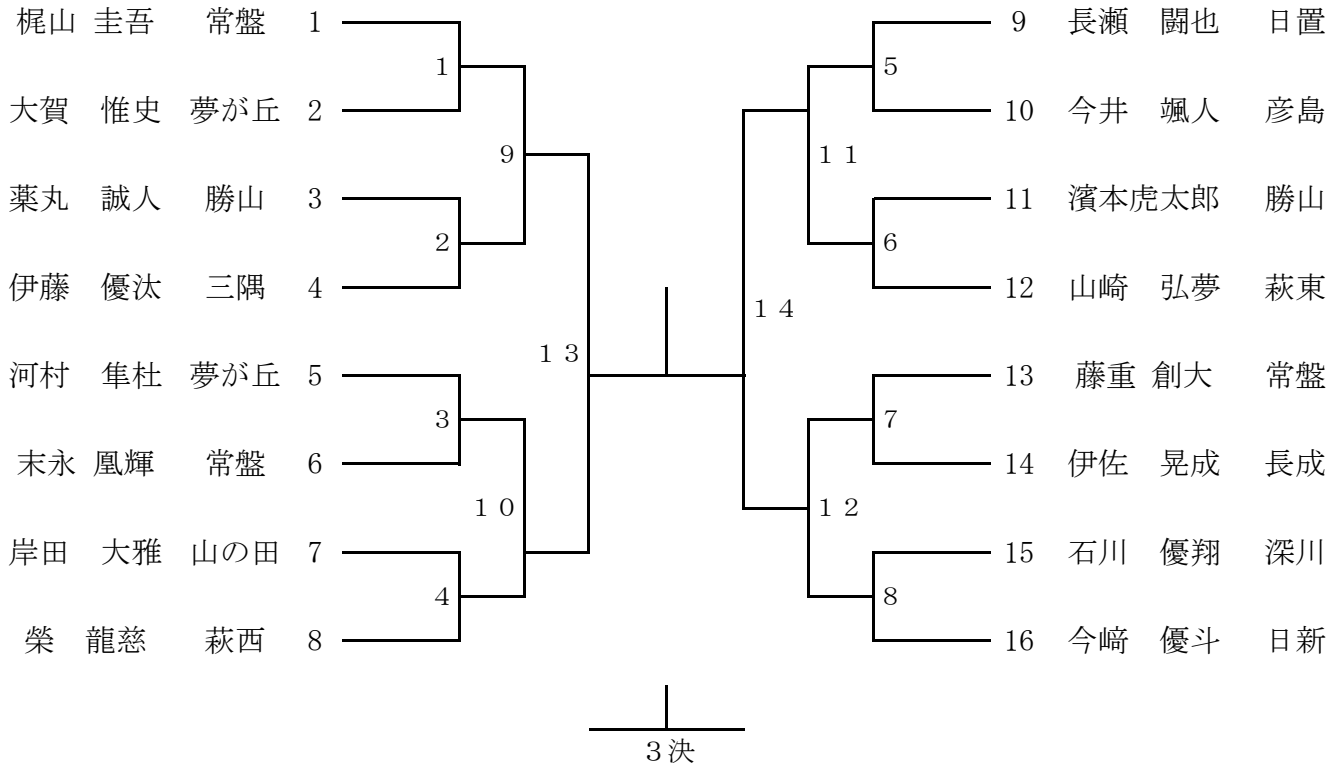 梶山 圭吾 常盤 1
大賀 惟史 夢が丘 2
薬丸 誠人 勝山 3
伊藤 優汰 三隅 4
河村 隼杜 夢が丘 5
末永 凰輝 常盤 6
岸田 大雅 山の田 7
榮 龍慈 萩西 8
1
2
3
4
9
10
13
14
11
12
5
6
7
8
9 長瀬 闘也 日置
10 今井 颯人 彦島
11 濱本虎太郎 勝山
12 山崎 弘夢 萩東
13 藤重 創大 常盤
14 伊佐 晃成 長成
15 石川 優翔 深川
16 今﨑 優斗 日新
3決